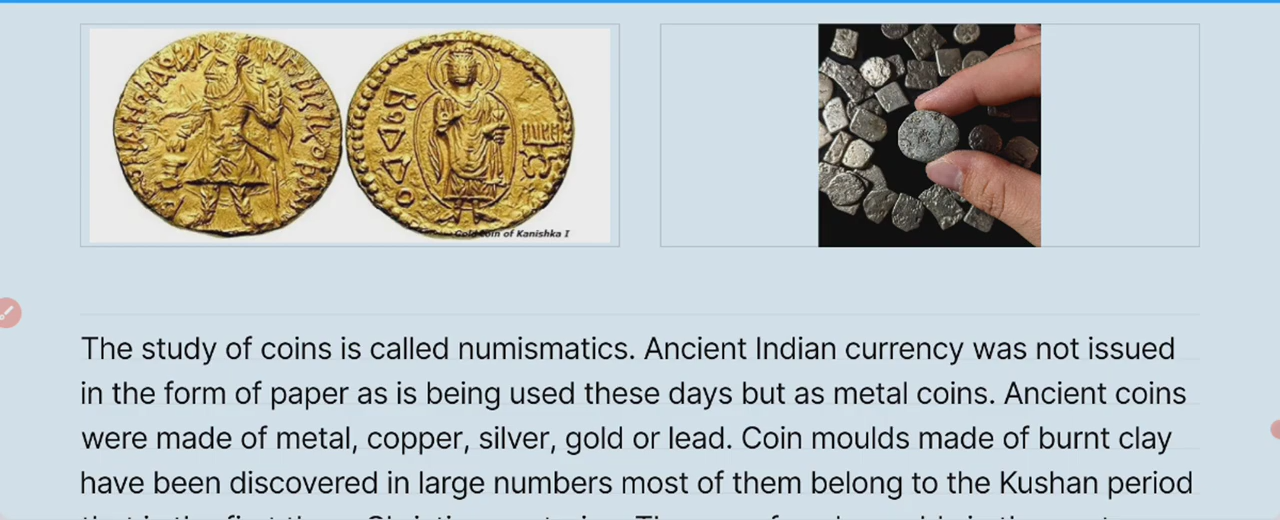 ΒΟΔΔΟ
Gold Coin of Kanishka I
The study of coins is called numismatics. Ancient Indian currency was not issued
in the form of paper as is being used these days but as metal coins. Ancient coins
were made of metal, copper, silver, gold or lead. Coin moulds made of burnt clay
have been discovered in large numbers most of them belong to the Kushan period